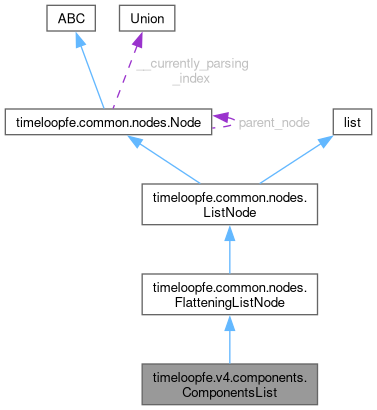 ABC
Union
__currently_parsing
_index
timeloopfe.common.nodes.Node
parent_node
list
timeloopfe.common.nodes.
ListNode
timeloopfe.common.nodes.
FlatteningListNode
timeloopfe.v4.components.
ComponentsList